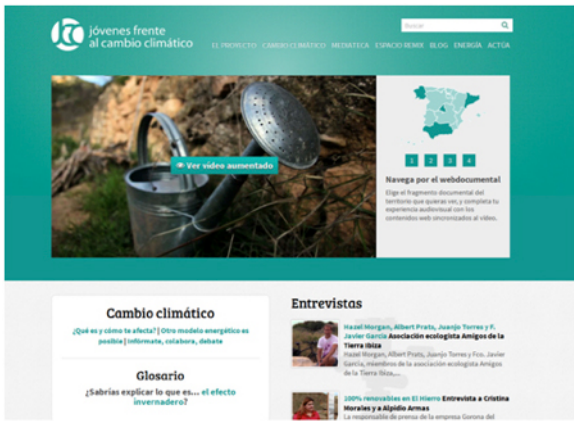 jcc
jóvenes frente
al cambio climático
Buscar
EL PROYECTO CAMBIO CLIMÁTICO MEDIATECA ESPACIO REMIX BLOG ENERGÍA ACTÚA
Ver vídeo aumentado
1 2 3 4
Navega por el webdocumental
Elige el fragmento documental del
territorio que quieras ver, y completa tu
experiencia audiovisual con los
contenidos web sincronizados al vídeo.
Cambio climático
¿Qué es y cómo te afecta? | Otro modelo energético es
posible | Infórmate, colabora, debate
Glosario
¿Sabrías explicar lo que es... el efecto
invernadero?
Entrevistas
Hazel Morgan, Albert Prats, Juanjo Torres y F.
Javier García Asociación ecologista Amigos de la
Tierra Ibiza
Hazel Morgan, Albert Prats, Juanjo Torres y Fco. Javier
García, miembros de la asociación ecologista Amigos
de la Tierra Ibiza,...
100% renovables en El Hierro Entrevista a Cristina
Morales y a Alpidio Armas
La responsable de prensa de la empresa Gorona del